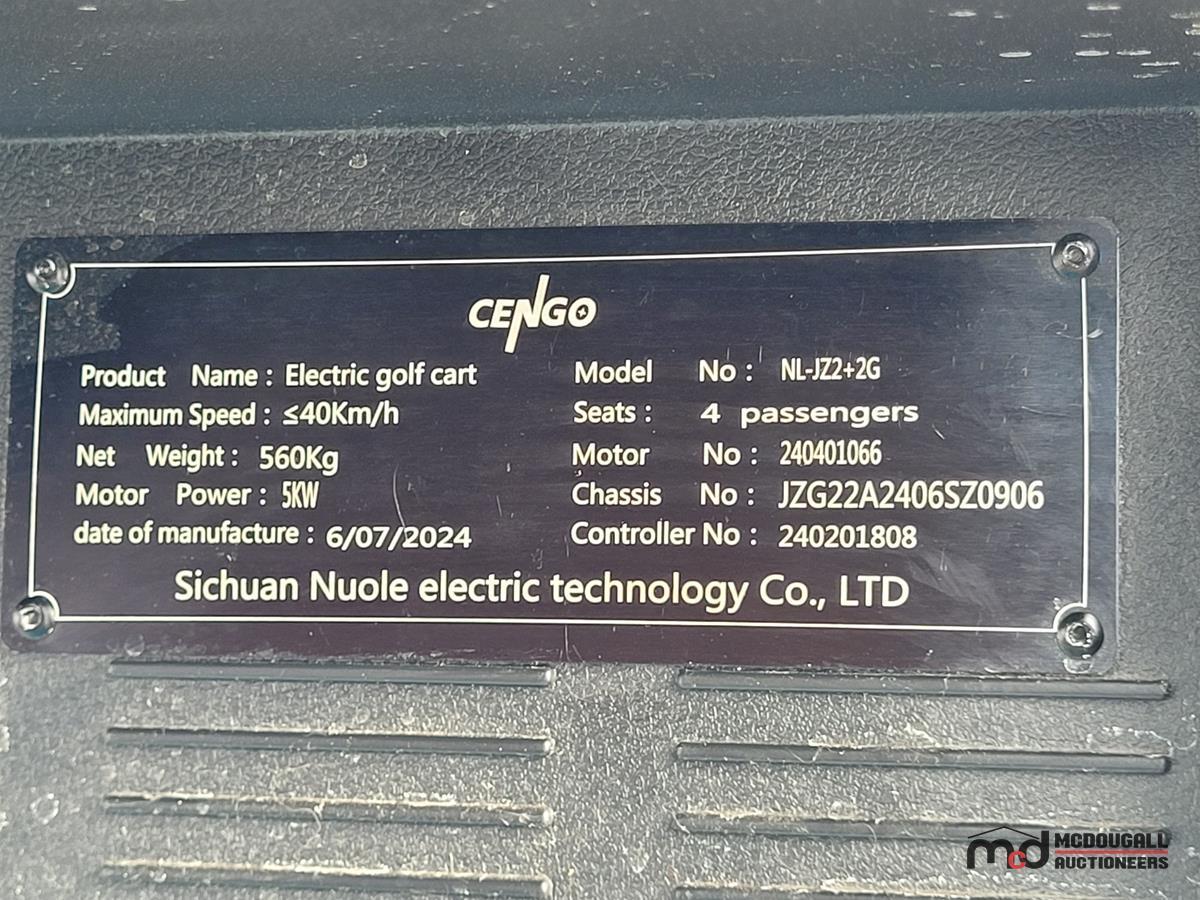 CENGO
Product Name : Electric golf cart
Model No : NL-JZ2+2G
Maximum Speed : ≤40Km/h
Seats : 4 passengers
Net Weight : 560Kg
Motor No : 240401066
Motor Power : 5KW
Chassis No : JZG22A2406SZ0906
date of manufacture : 6/07/2024
Controller No : 240201808
Sichuan Nuole electric technology Co., LTD
mcd
MCDOUGALL
AUCTIONEERS